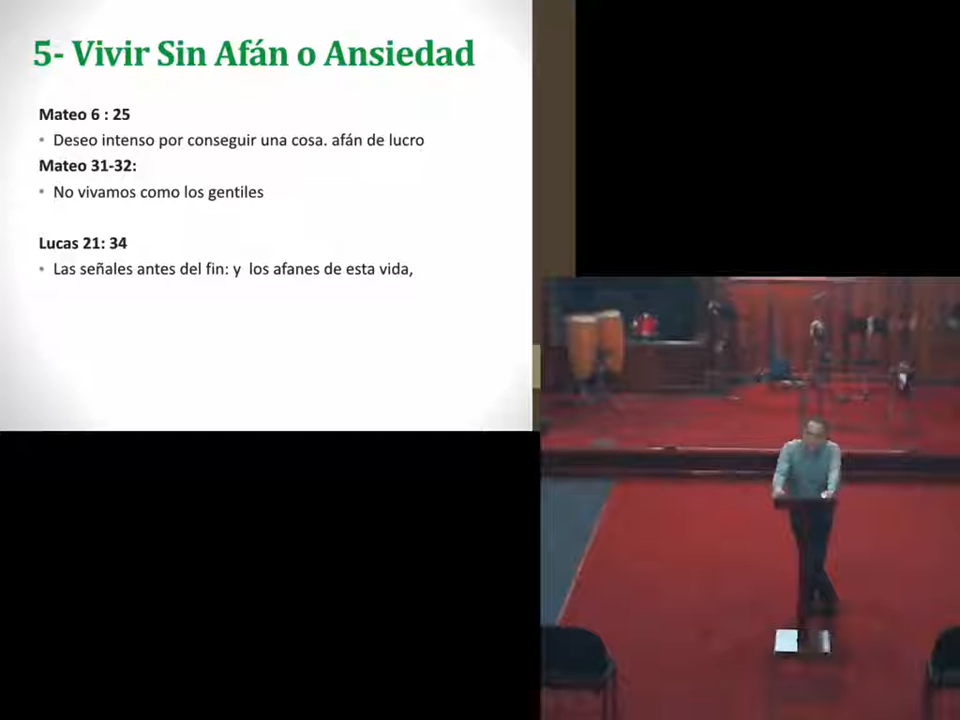 5- Vivir Sin Afán o Ansiedad
Mateo 6 : 25
• Deseo intenso por conseguir una cosa. afán de lucro
Mateo 31-32:
• No vivamos como los gentiles
Lucas 21: 34
• Las señales antes del fin: y  los afanes de esta vida,